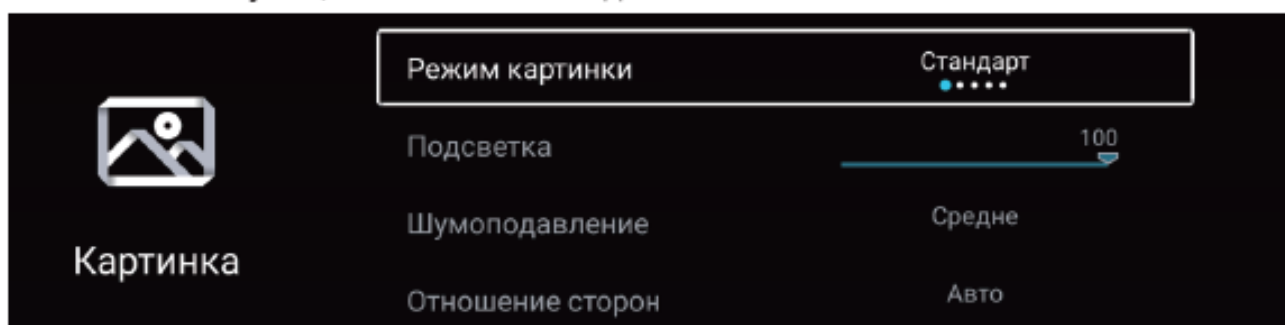 Режим картинки Стандарт
Подсветка 100
Шумоподавление Средне
Картинка
Отношение сторон Авто